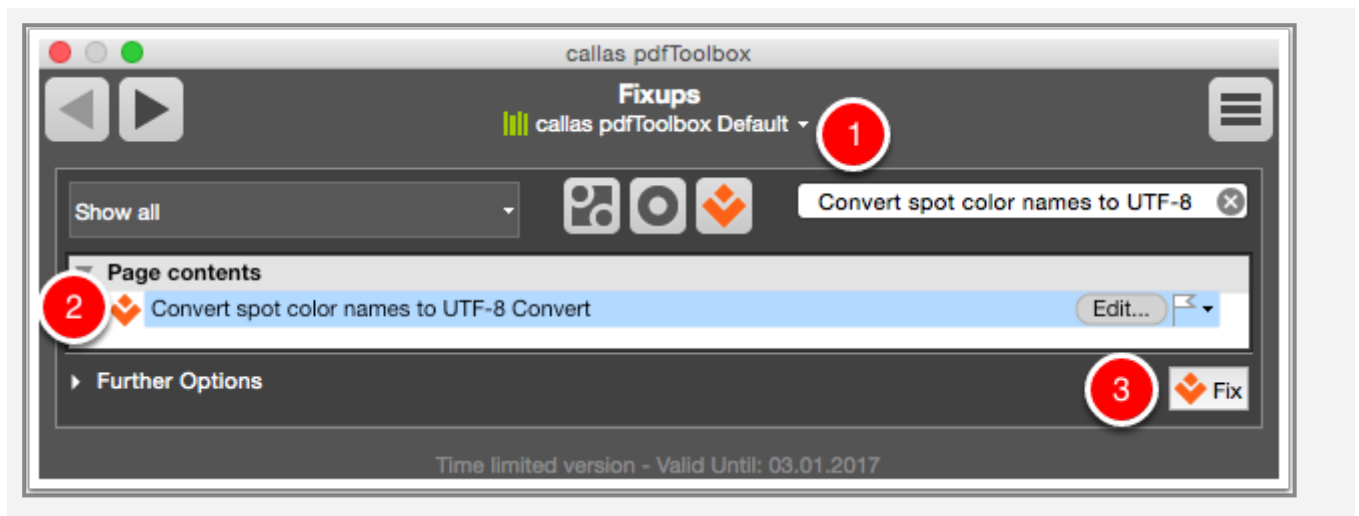 callas pdfToolbox
Fixups
callas pdfToolbox Default
1
Show all
Convert spot color names to UTF-8
Page contents
2
Convert spot color names to UTF-8 Convert
Edit...
Further Options
3
Fix
Time limited version - Valid Until: 03.01.2017